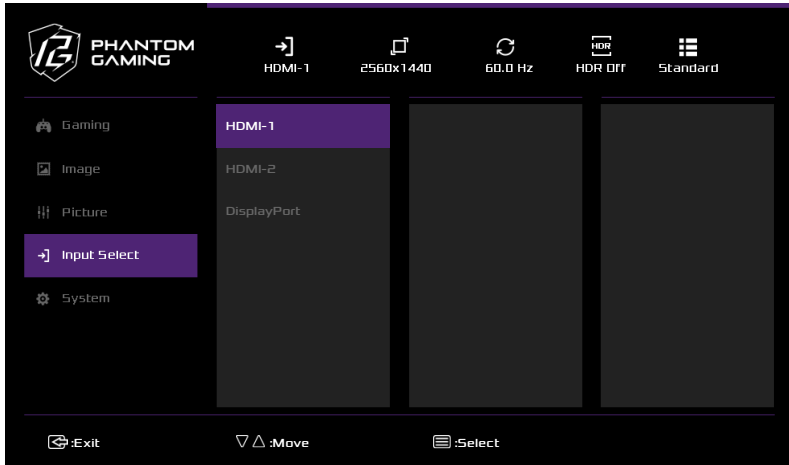 PHANTOM
GAMING
HDMI-1
2560x1440
60.0 Hz
HDR
HDR Off
Standard
Gaming
Image
Picture
Input Select
System
HDMI-1
HDMI-2
DisplayPort
:Exit
:Move
:Select